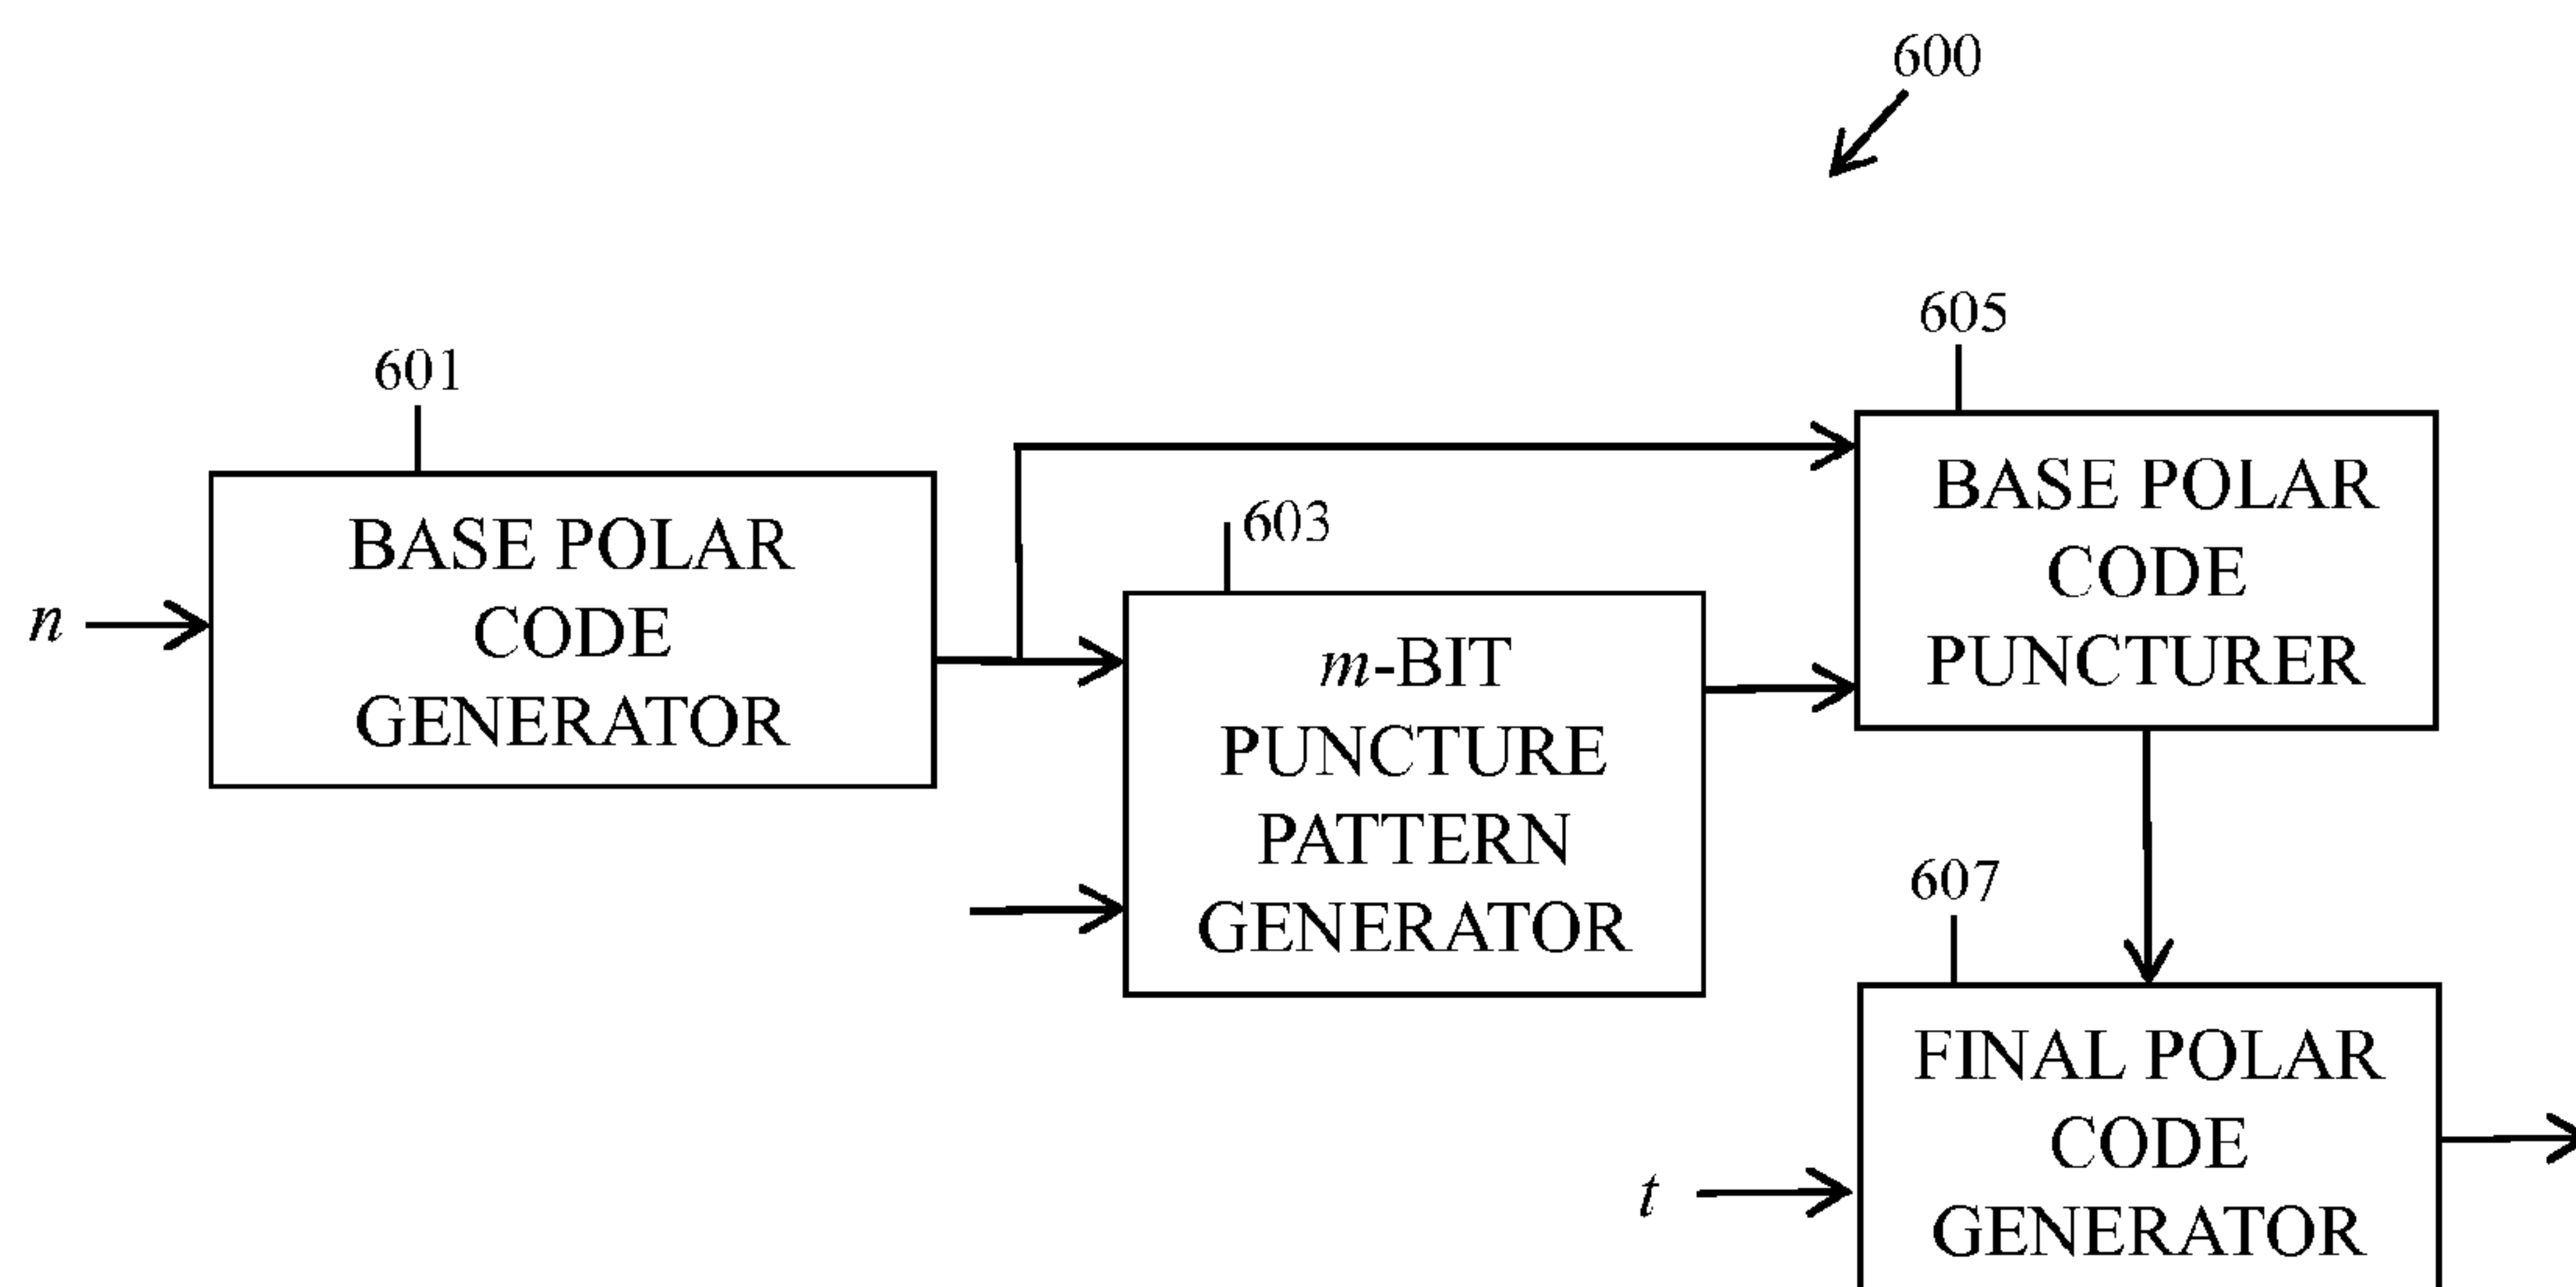 600
601
BASE POLAR
CODE
GENERATOR
n
603
m-BIT
PUNCTURE
PATTERN
GENERATOR
605
BASE POLAR
CODE
PUNCTURER
607
FINAL POLAR
CODE
GENERATOR
t